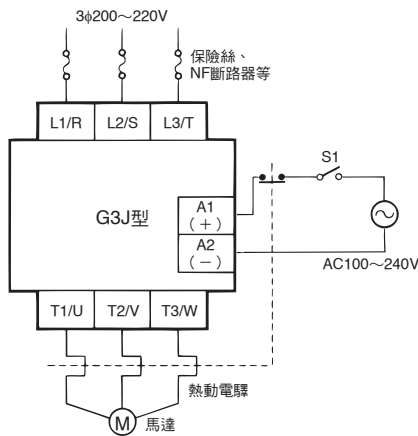 3φ200～220V
保險絲、
NF斷路器等
L1/R L2/S L3/T
S1
G3J型
A1
(＋)
A2
(－)
AC100～240V
T1/U T2/V T3/W
熱動電驛
M 馬達